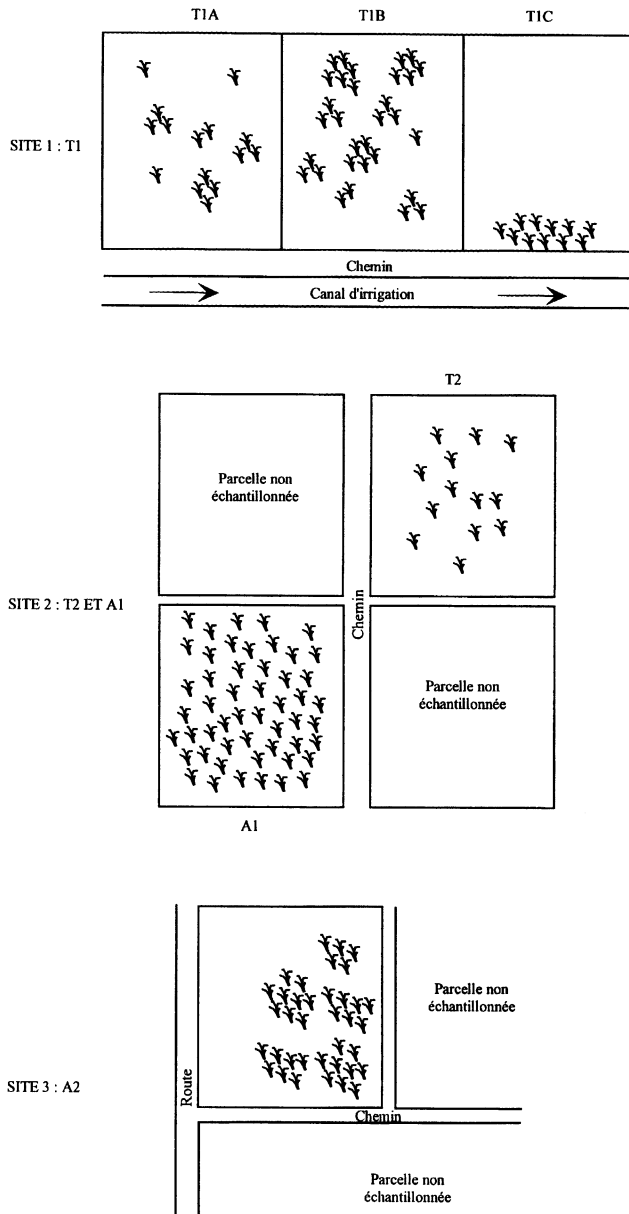 T1A
T1B
T1C
SITE 1 : T1
Chemin
Canal d'irrigation
T2
Parcelle non
échantillonnée
SITE 2 : T2 ET A1
Chemin
Parcelle non
échantillonnée
A1
Parcelle non
échantillonnée
SITE 3 : A2
Route
Chemin
Parcelle non
échantillonnée